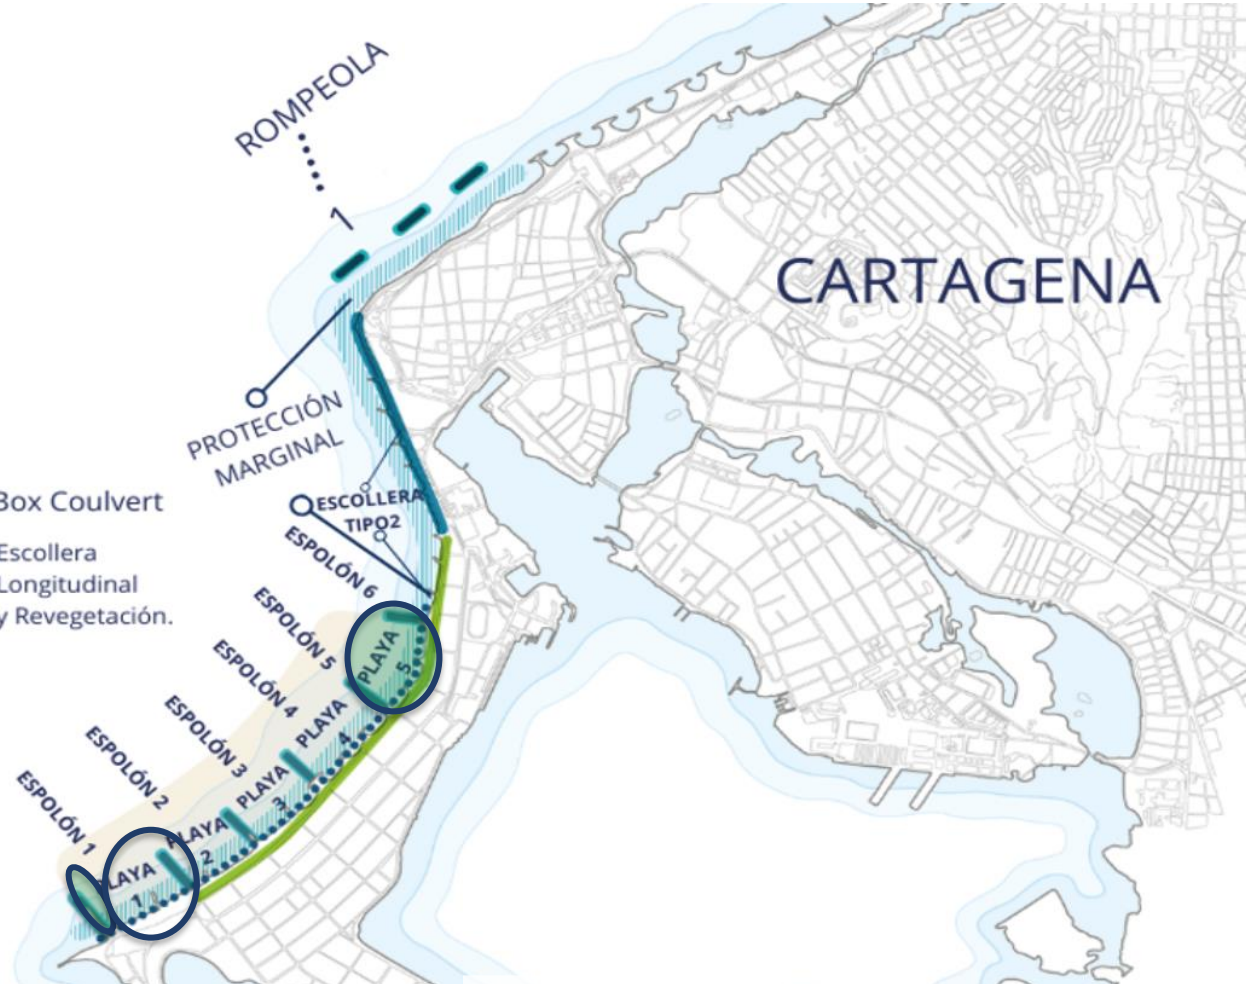 ROMPEOLA
1
CARTAGENA
PROTECCIÓN
MARGINAL
Box Coulvert
ESCOLLERA
TIPO2
Escollera
Longitudinal
y Revegetación.
ESPOLÓN 6
ESPOLÓN 5
ESPOLÓN 4
ESPOLÓN 3
ESPOLÓN 2
ESPOLÓN 1
PLAYA
5
PLAYA
4
PLAYA
3
PLAYA
2
PLAYA
1